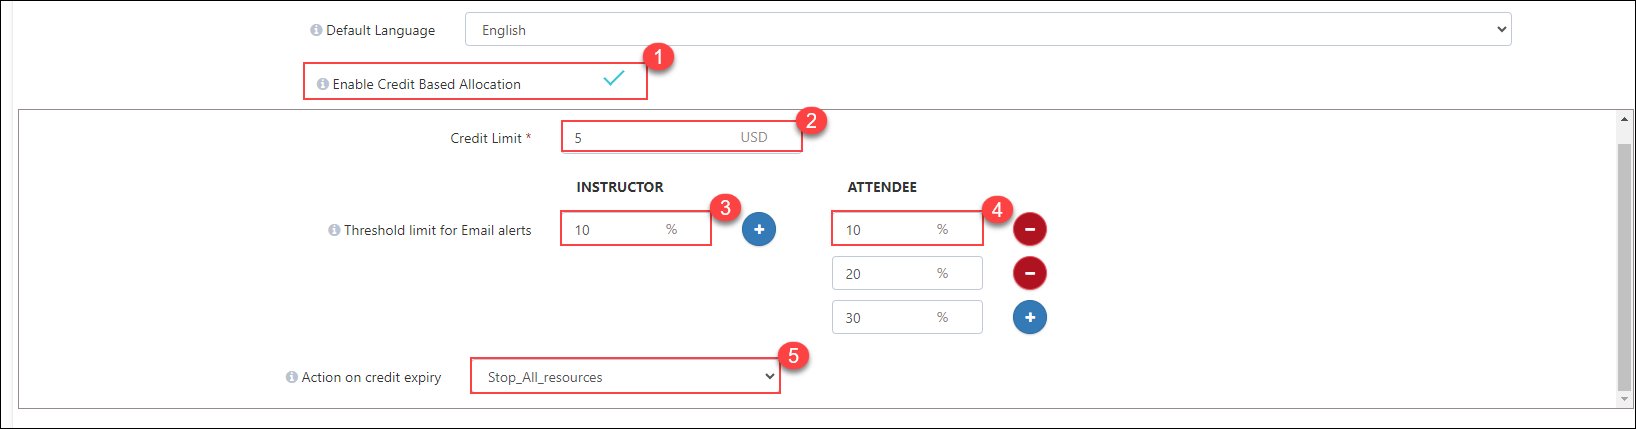 Default Language English
1
Enable Credit Based Allocation
Credit Limit * 5 USD 2
INSTRUCTOR ATTENDEE
Threshold limit for Email alerts 10 % 3 + 10 % 4 −
20 % −
30 % +
Action on credit expiry Stop_All_resources 5